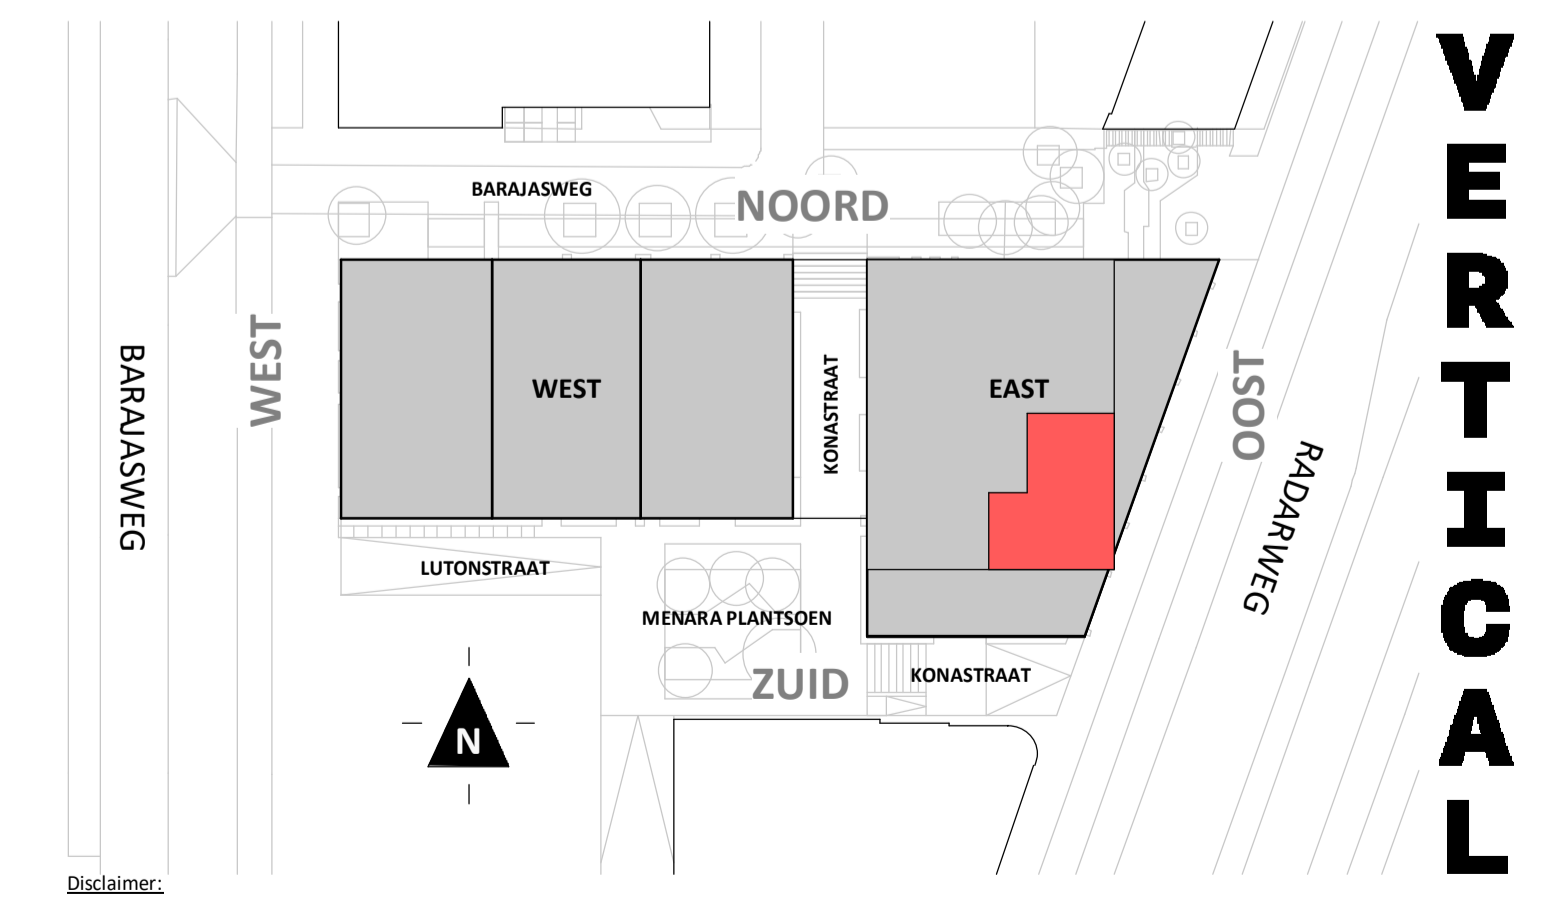 BARAJASWEG
NOORD
WEST
BARAJASWEG
WEST
KONASTRAAT
EAST
OOST
RADARWEG
LUTONSTRAAT
MENARA PLANTSOEN
ZUID
KONASTRAAT
N
VERTICAL
Disclaimer: